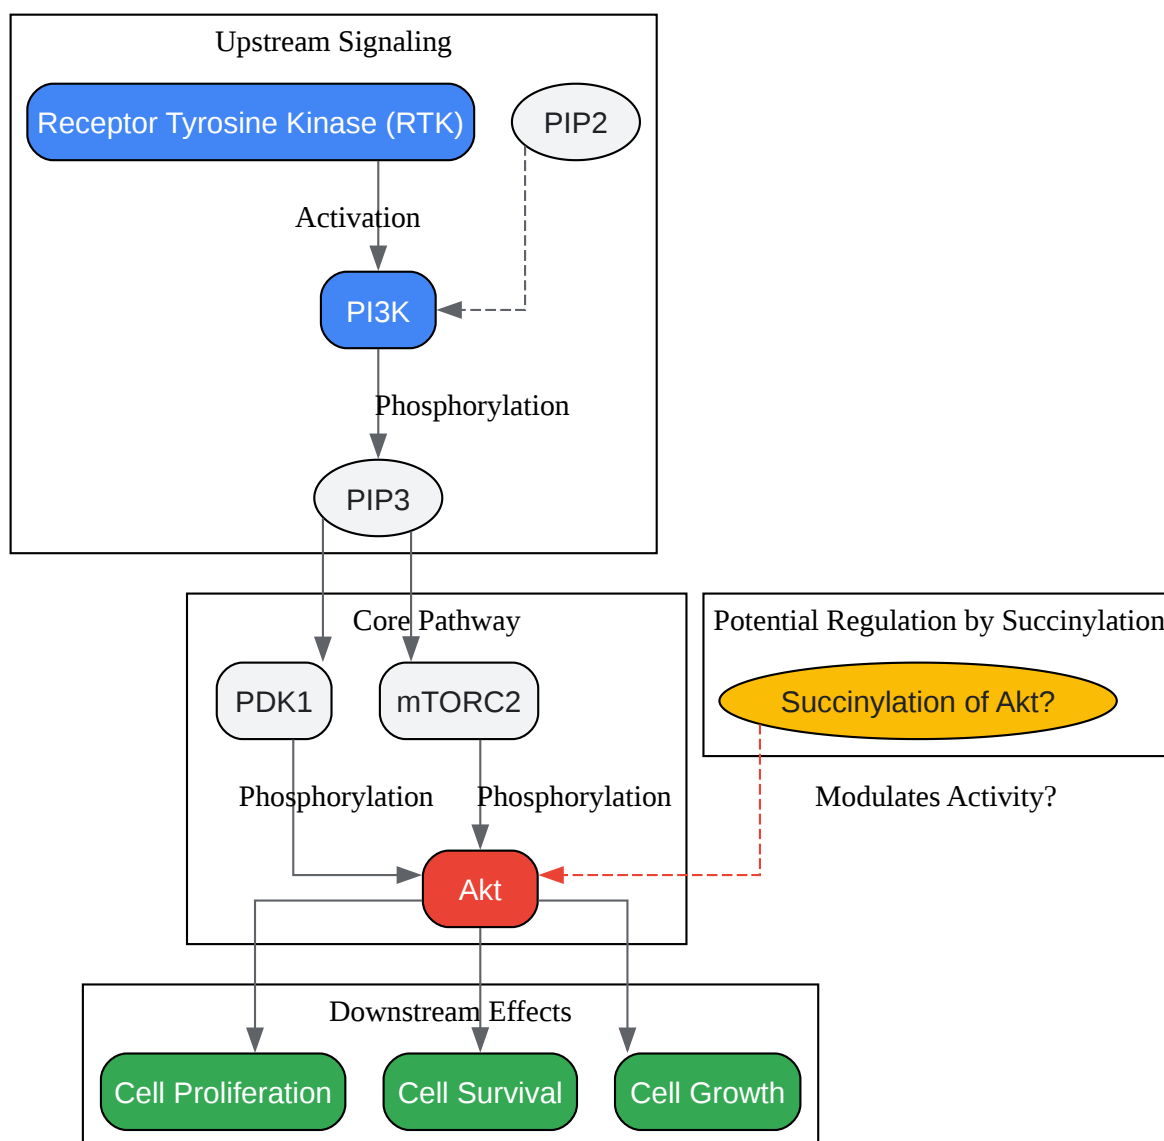 Upstream Signaling
Receptor Tyrosine Kinase (RTK)
PIP2
Activation
PI3K
Phosphorylation
PIP3
Core Pathway
Potential Regulation by Succinylation
PDK1
mTORC2
Succinylation of Akt?
Phosphorylation
Phosphorylation
Modulates Activity?
Akt
Downstream Effects
Cell Proliferation
Cell Survival
Cell Growth